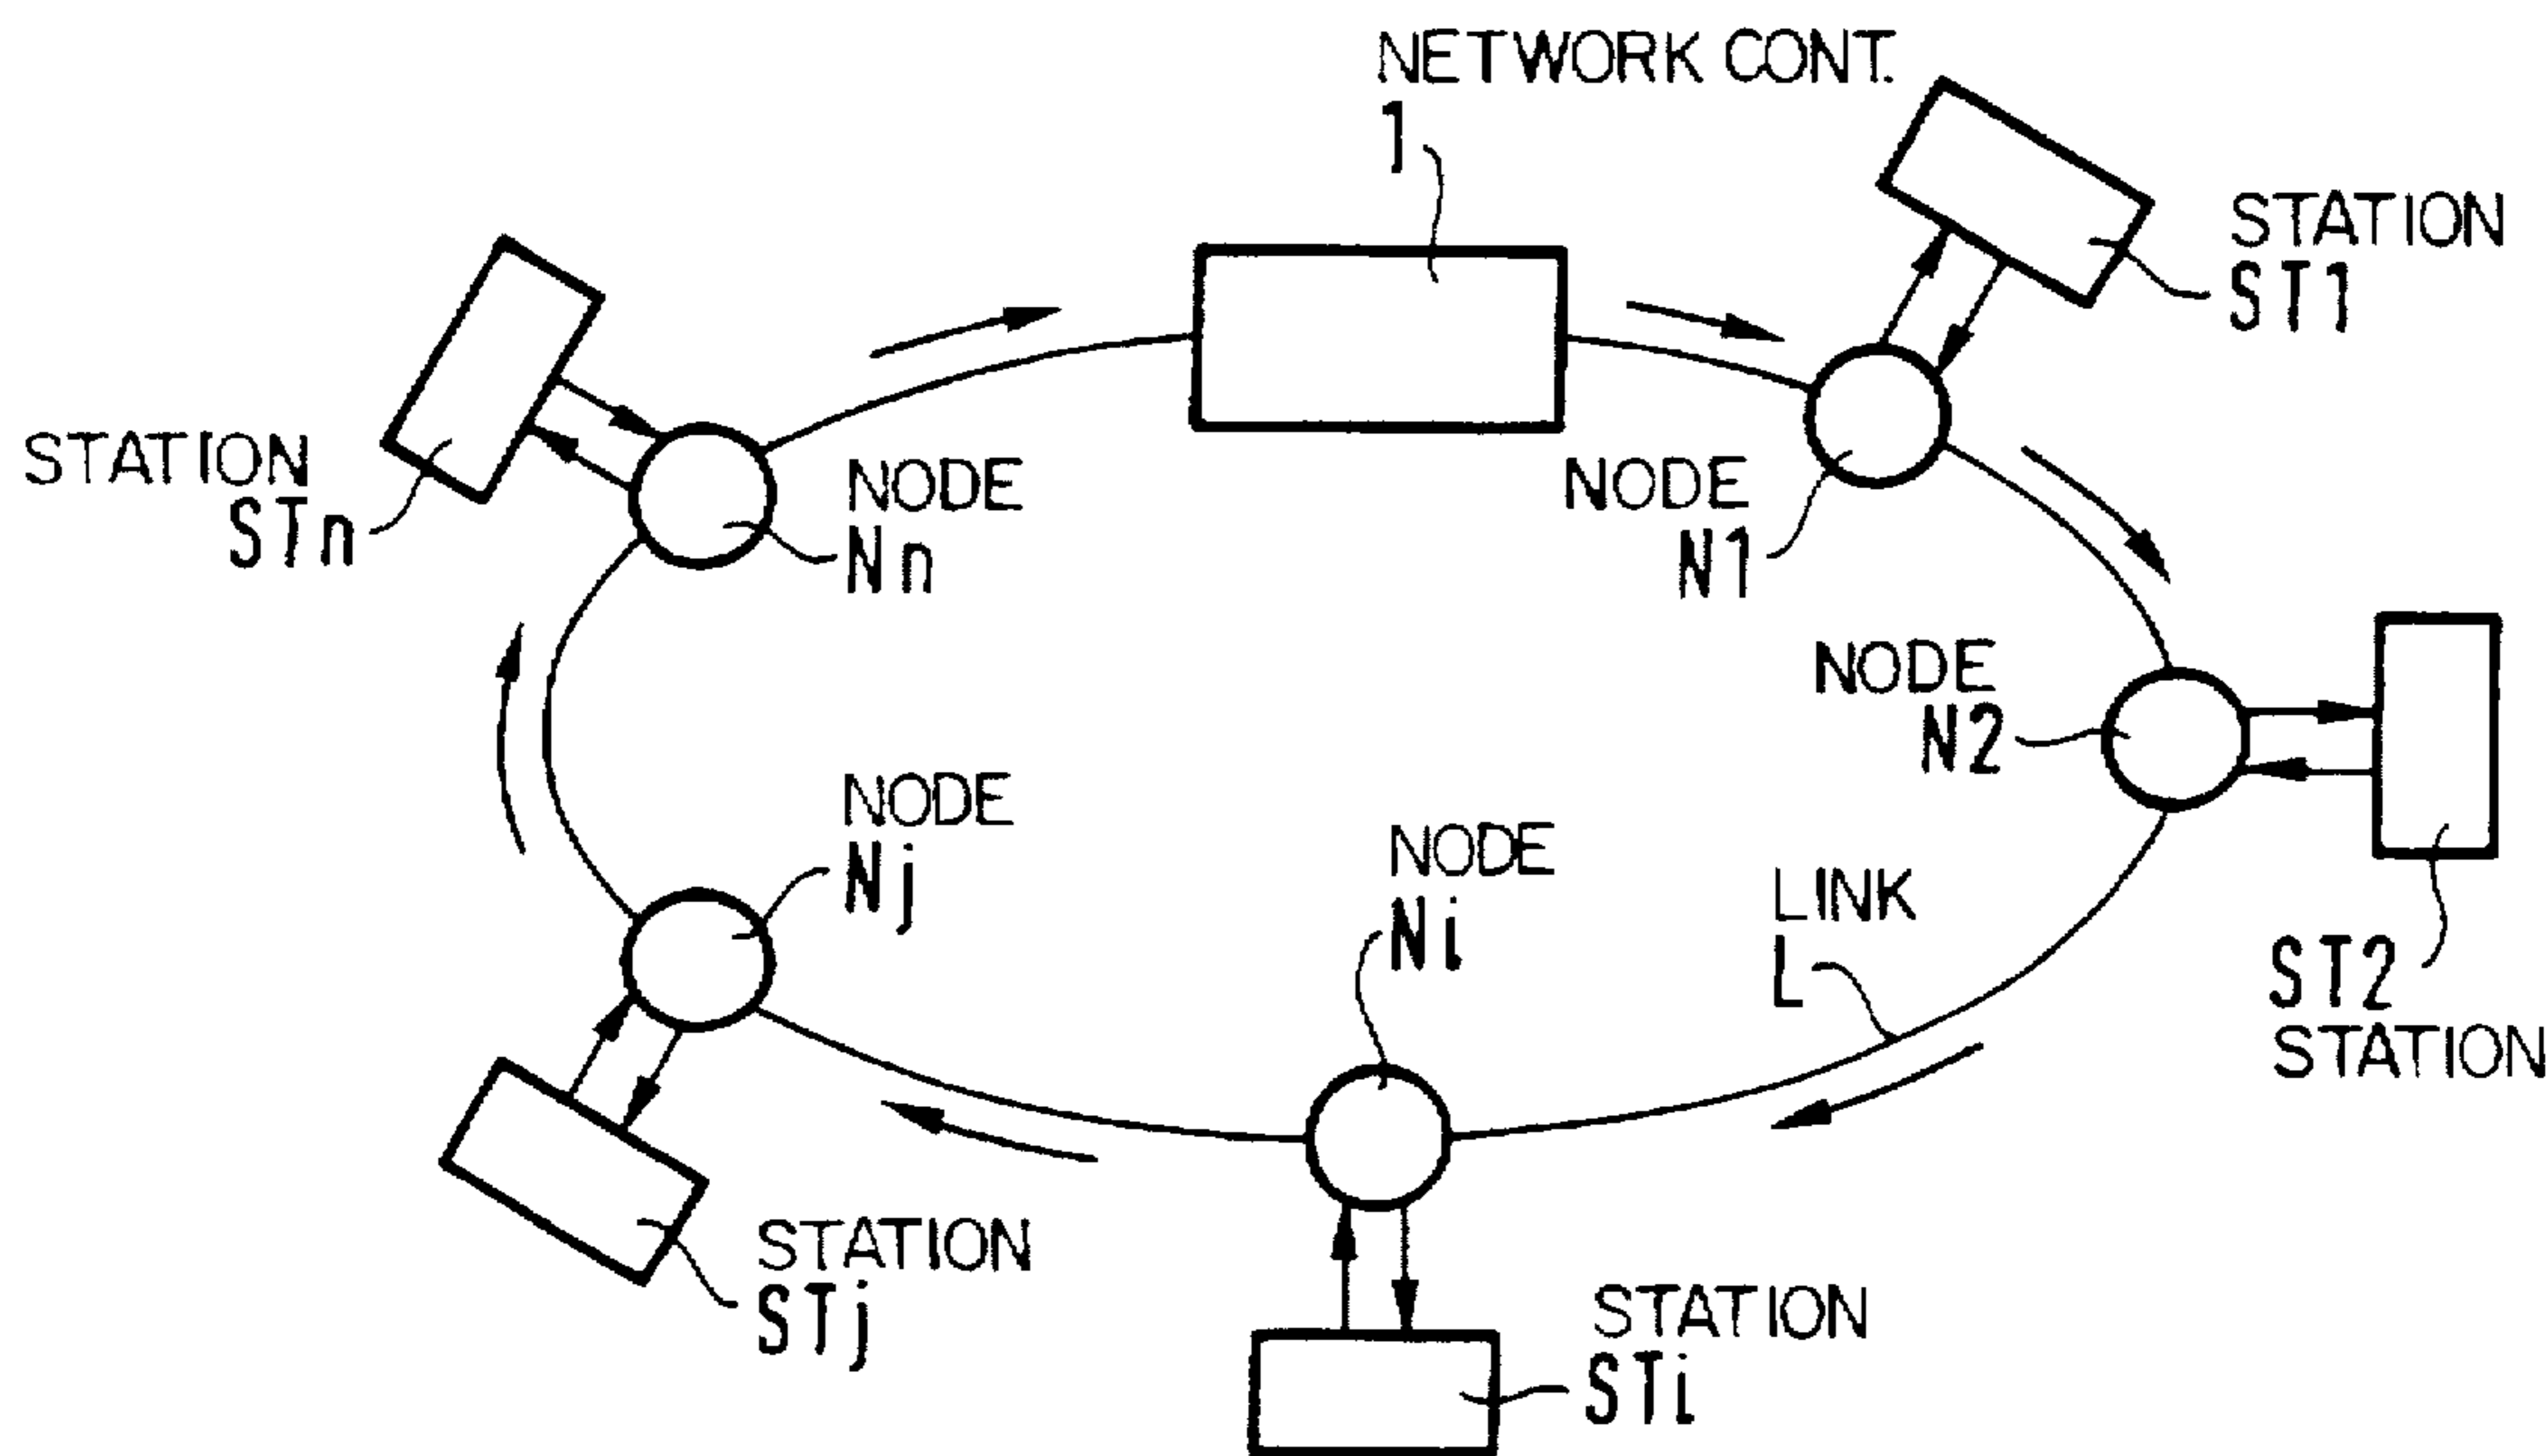 NETWORK CONT.
1
STATION
ST1
STATION
STn
NODE
Nn
NODE
N1
NODE
N2
NODE
Nj
NODE
Ni
LINK
L
ST2
STATION
STATION
STj
STATION
STi